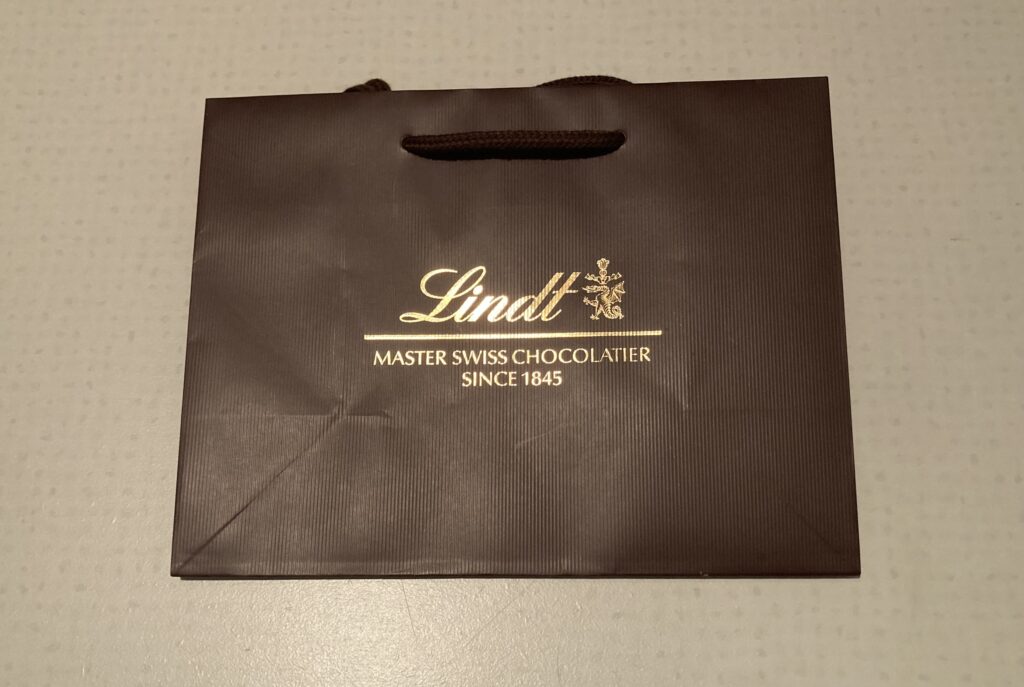 Lindt
MASTER SWISS CHOCOLATIER
SINCE 1845